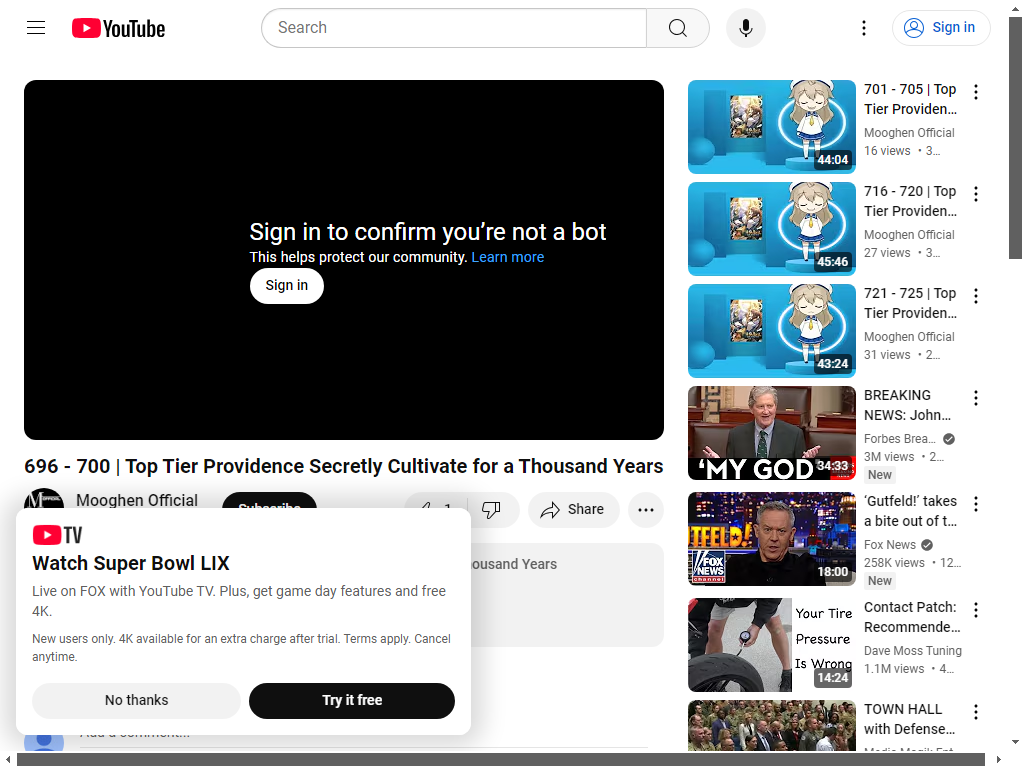 YouTube
Search
Sign in
Sign in to confirm you’re not a bot
This helps protect our community. Learn more
Sign in
696 - 700 | Top Tier Providence Secretly Cultivate for a Thousand Years
Mooghen Official
Subscribe
1
Share
ousand Years
TV
Watch Super Bowl LIX
Live on FOX with YouTube TV. Plus, get game day features and free
4K.
New users only. 4K available for an extra charge after trial. Terms apply. Cancel
anytime.
No thanks
Try it free
Add a comment...
44:04
701 - 705 | Top
Tier Providen...
Mooghen Official
16 views • 3...
45:46
716 - 720 | Top
Tier Providen...
Mooghen Official
27 views • 3...
43:24
721 - 725 | Top
Tier Providen...
Mooghen Official
31 views • 2...
‘MY GOD
34:33
BREAKING
NEWS: John...
Forbes Brea...
3M views • 2...
New
FOX
NEWS
channel
18:00
‘Gutfeld!’ takes
a bite out of t...
Fox News
258K views • 12...
New
Your Tire
Pressure
Is Wrong
14:24
Contact Patch:
Recommende...
Dave Moss Tuning
1.1M views • 4...
TOWN HALL
with Defense...